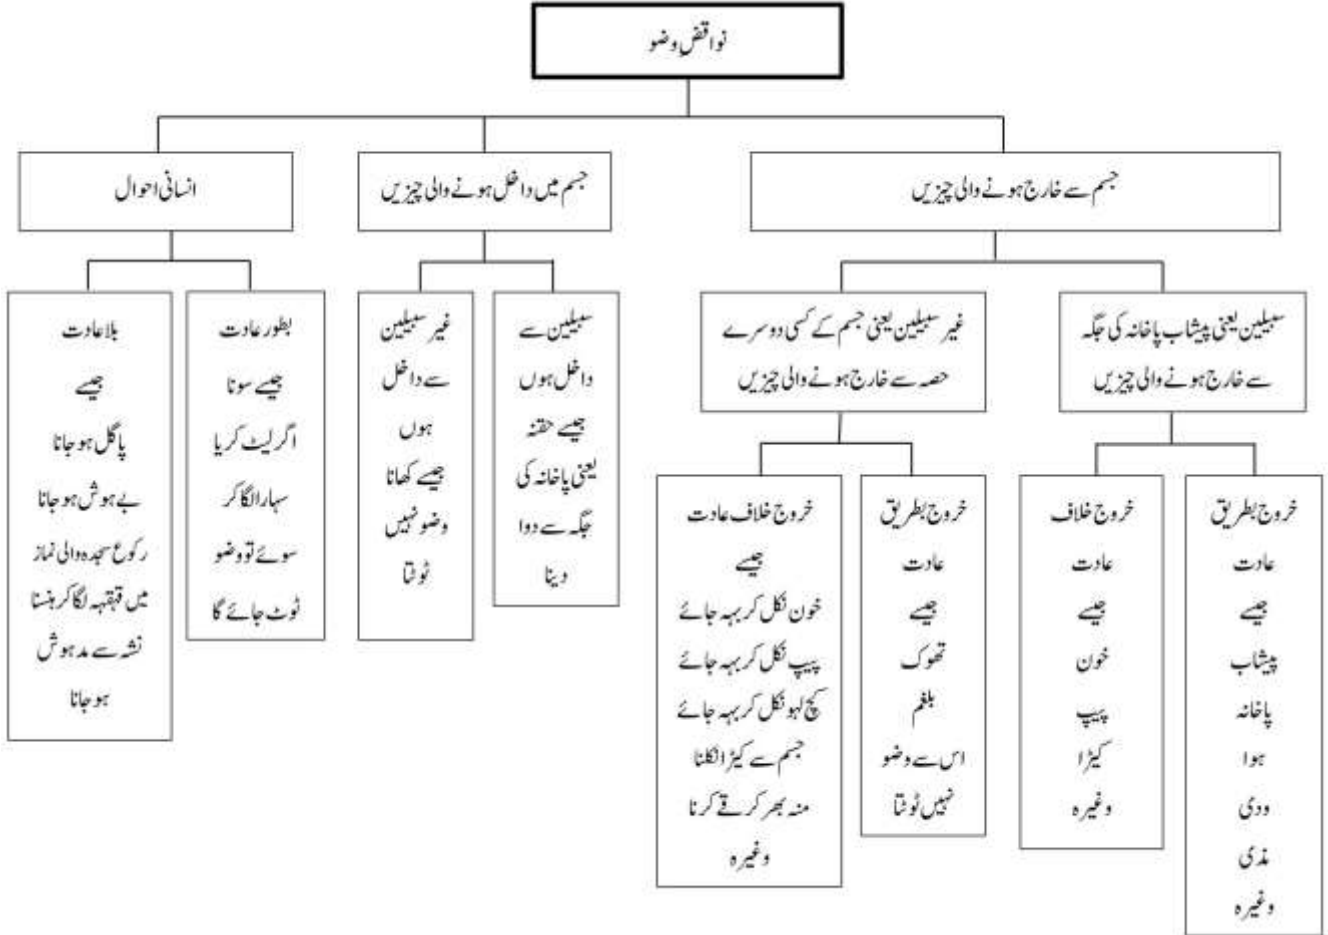 نواقض وضو
جسم سے خارج ہونے والی چیزیں
جسم میں داخل ہونے والی چیزیں
انسانی احوال
سبیلین یعنی پیشاب پاخانہ کی جگہ
سے خارج ہونے والی چیزیں
غیر سبیلین یعنی جسم کے کسی دوسرے
حصہ سے خارج ہونے والی چیزیں
سبیلین سے
داخل ہوں
جیسے حقنہ
یعنی پاخانہ کی
جگہ سے دوا
دینا
غیر سبیلین
سے داخل
ہوں
جیسے کھانا
وضو نہیں
ٹوٹتا
بطور عادت
جیسے سونا
اگر لیٹ کر یا
سہارا لگا کر
سوئے تو وضو
ٹوٹ جائے گا
بلا عادت
جیسے
پاگل ہو جانا
بے ہوش ہو جانا
رکوع سجدہ والی نماز
میں قہقہہ لگا کر ہنسنا
نشہ سے مدہوش
ہو جانا
خروج بطریق
عادت
جیسے
پیشاب
پاخانہ
ہوا
ودی
مذی
وغیرہ
خروج خلاف
عادت
جیسے
خون
پیپ
کیڑا
وغیرہ
خروج بطریق
عادت
جیسے
تھوک
بلغم
اس سے وضو
نہیں ٹوٹتا
خروج خلاف عادت
جیسے
خون نکل کر بہہ جائے
پیپ نکل کر بہہ جائے
کچ لہو نکل کر بہہ جائے
جسم سے کیڑا نکلنا
منہ بھر کر قے کرنا
وغیرہ